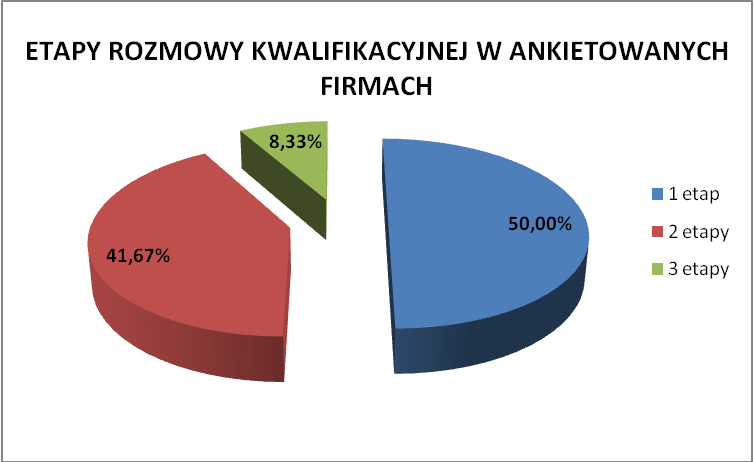 ETAPY ROZMOWY KWALIFIKACYJNEJ W ANKIETOWANYCH
FIRMACH
8,33%
50,00%
41,67%
1 etap
2 etapy
3 etapy